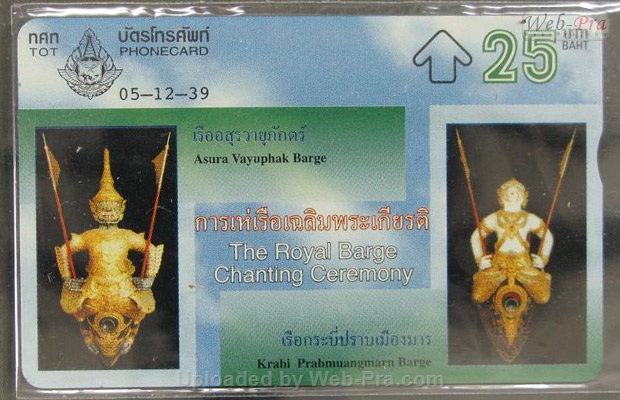 Web-Pra
ทศท บัตรโทรศัพท์
TOT PHONECARD
25 บาท
BAHT
05-12-39
เรืออสุรวายุภักตร์
Asura Vayuphak Barge
การเห่เรือเฉลิมพระเกียรติ
The Royal Barge
Chanting Ceremony
เรือกระบี่ปราบเมืองมาร
Krabi Prabmuangmarn Barge
Uploaded by Web-Pra.com